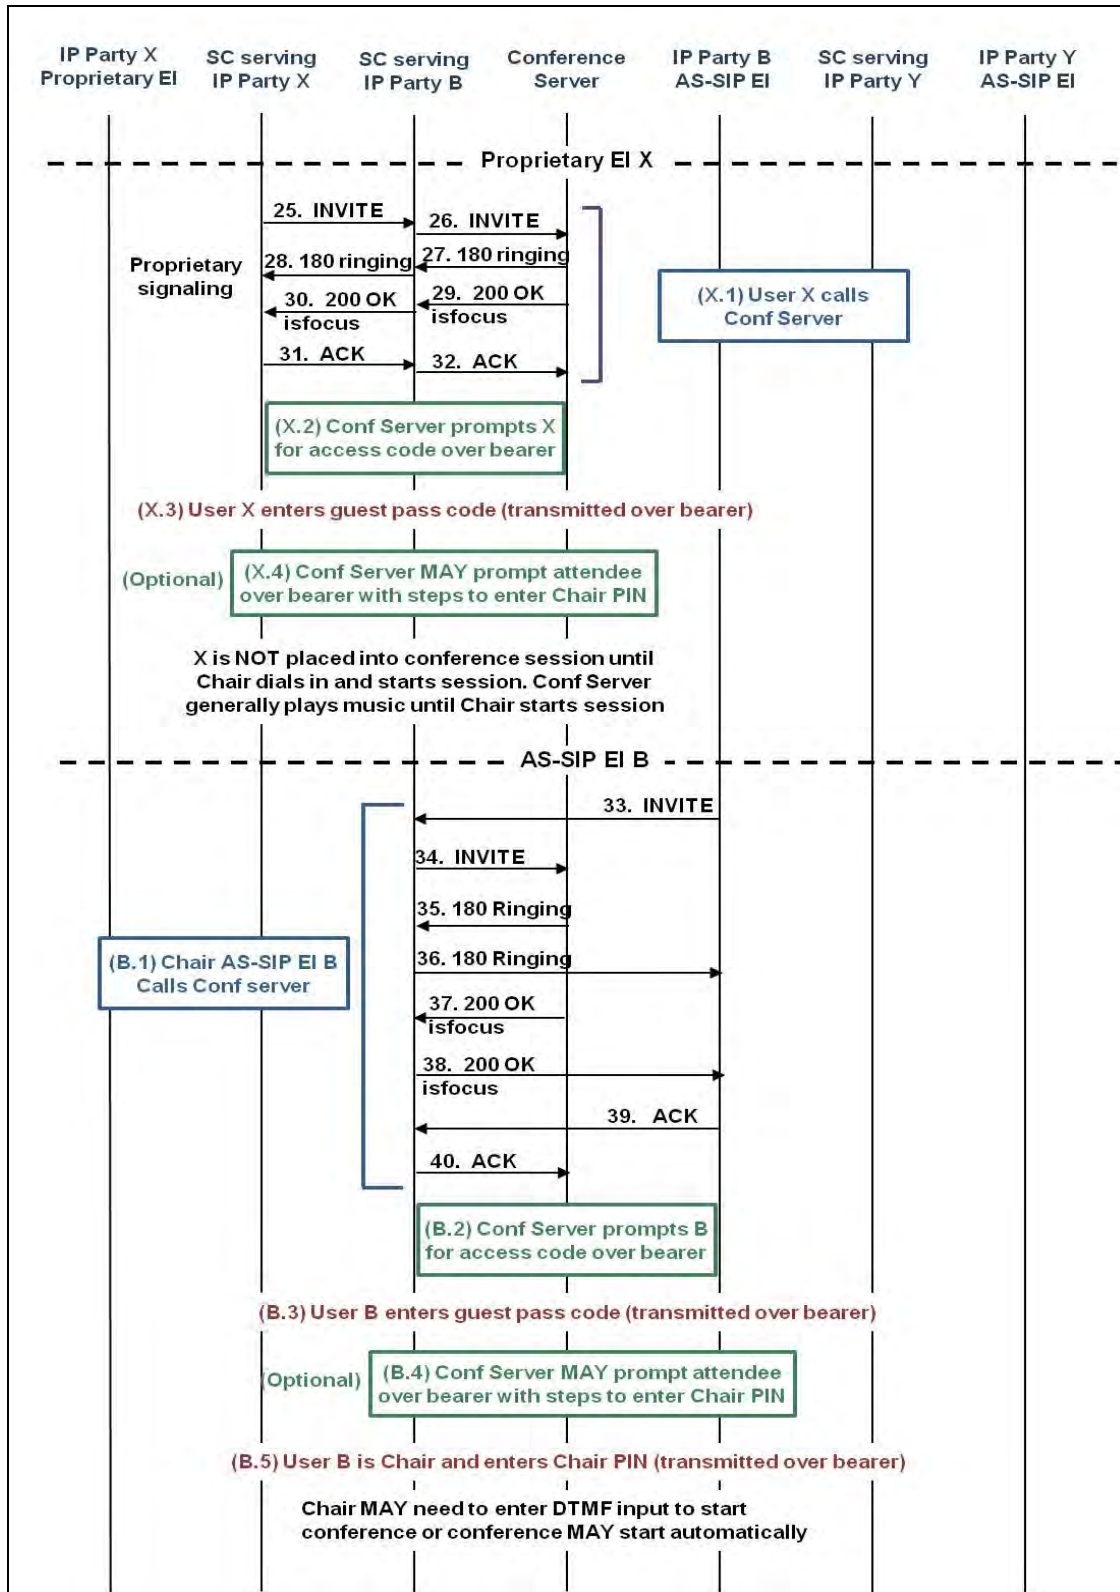 IP Party X
Proprietary EI
SC serving
IP Party X
SC serving
IP Party B
Conference
Server
IP Party B
AS-SIP EI
SC serving
IP Party Y
IP Party Y
AS-SIP EI
Proprietary EI X
25. INVITE
26. INVITE
27. 180 ringing
28. 180 ringing
Proprietary
signaling
29. 200 OK
isfocus
30. 200 OK
isfocus
31. ACK
32. ACK
(X.1) User X calls
Conf Server
(X.2) Conf Server prompts X
for access code over bearer
(X.3) User X enters guest pass code (transmitted over bearer)
(Optional)
(X.4) Conf Server MAY prompt attendee
over bearer with steps to enter Chair PIN
X is NOT placed into conference session until
Chair dials in and starts session. Conf Server
generally plays music until Chair starts session
AS-SIP EI B
33. INVITE
34. INVITE
35. 180 Ringing
36. 180 Ringing
(B.1) Chair AS-SIP EI B
Calls Conf server
37. 200 OK
isfocus
38. 200 OK
isfocus
39. ACK
40. ACK
(B.2) Conf Server prompts B
for access code over bearer
(B.3) User B enters guest pass code (transmitted over bearer)
(Optional)
(B.4) Conf Server MAY prompt attendee
over bearer with steps to enter Chair PIN
(B.5) User B is Chair and enters Chair PIN (transmitted over bearer)
Chair MAY need to enter DTMF input to start
conference or conference MAY start automatically